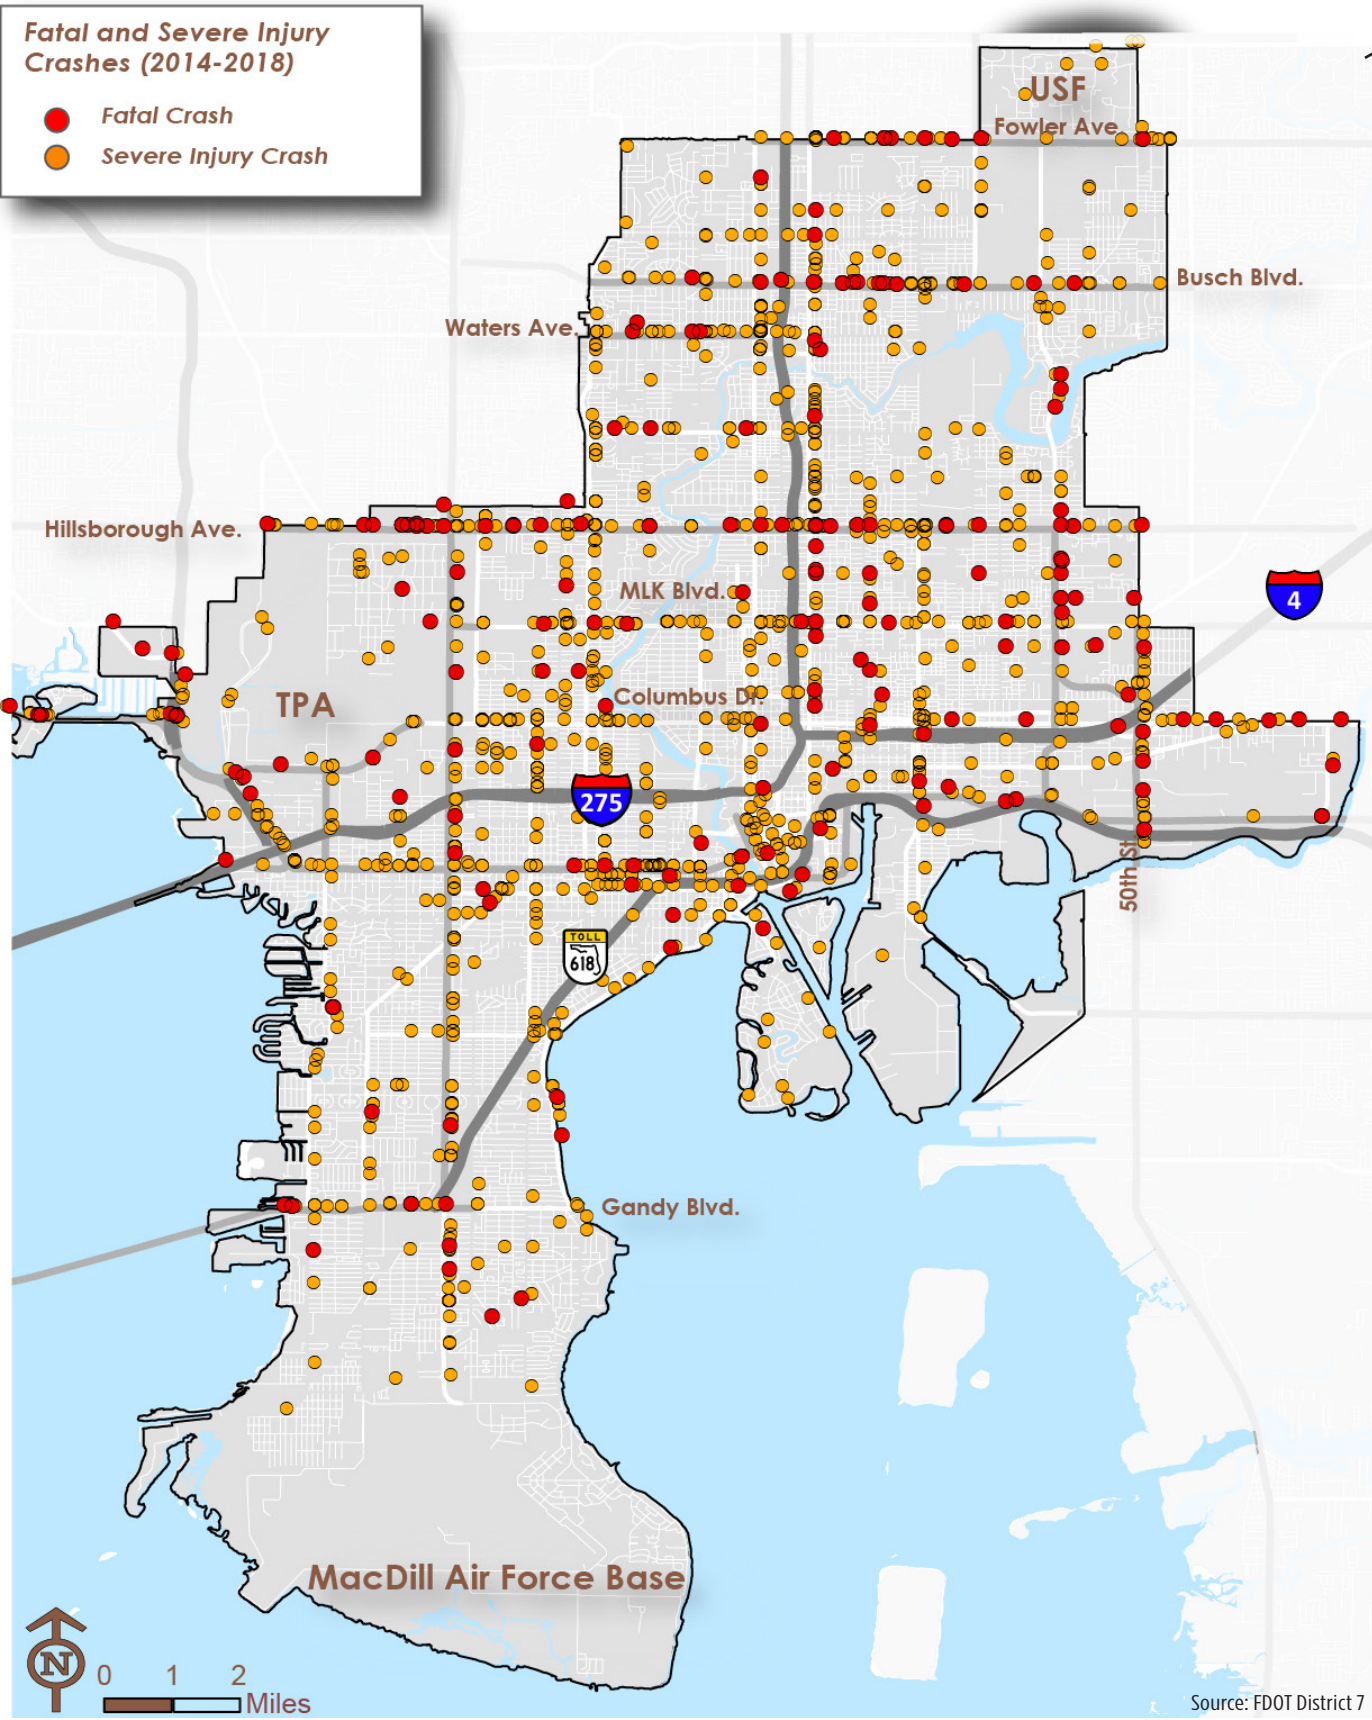 Fatal and Severe Injury
Crashes (2014-2018)
Fatal Crash
Severe Injury Crash
USF
Fowler Ave.
Busch Blvd.
Waters Ave.
Hillsborough Ave.
MLK Blvd.
4
Columbus Dr.
TPA
275
50th St.
TOLL
618
Gandy Blvd.
MacDill Air Force Base
N
0 1 2
Miles
Source: FDOT District 7